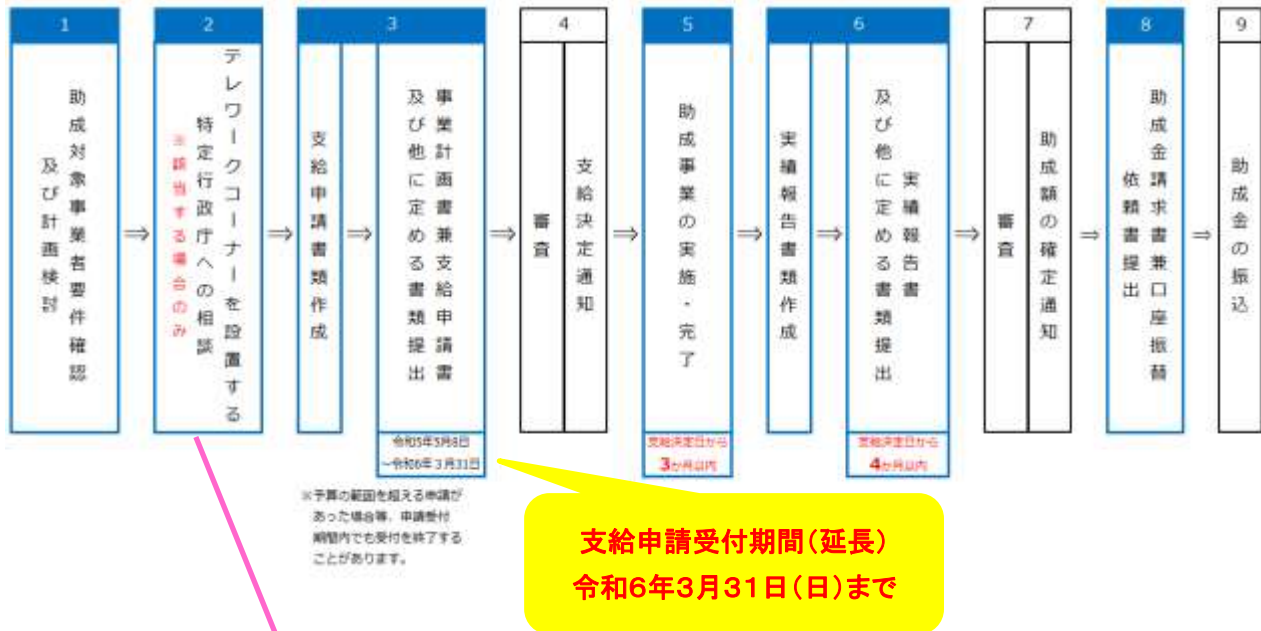 1
助成対象事業者要件確認
及び計画検討
⇒
2
テレワークコーナーを設置する
特定行政庁への相談
※該当する場合のみ
⇒
3
支給申請書類作成
⇒
事業計画書兼支給申請書
及び他に定める書類提出
令和5年5月8日
~令和6年3月31日
※予算の範囲を超える申請が
あった場合等、申請受付
期間内でも受付を終了する
ことがあります。
⇒
4
審査
支給決定通知
⇒
5
助成事業の実施・完了
支給決定日から
3か月以内
⇒
6
実績報告書類作成
⇒
実績報告書
及び他に定める書類提出
支給決定日から
4か月以内
⇒
7
審査
助成額の確定通知
⇒
8
助成金請求書兼口座振替
依頼書提出
⇒
9
助成金の振込
支給申請受付期間(延長)
令和6年3月31日(日)まで